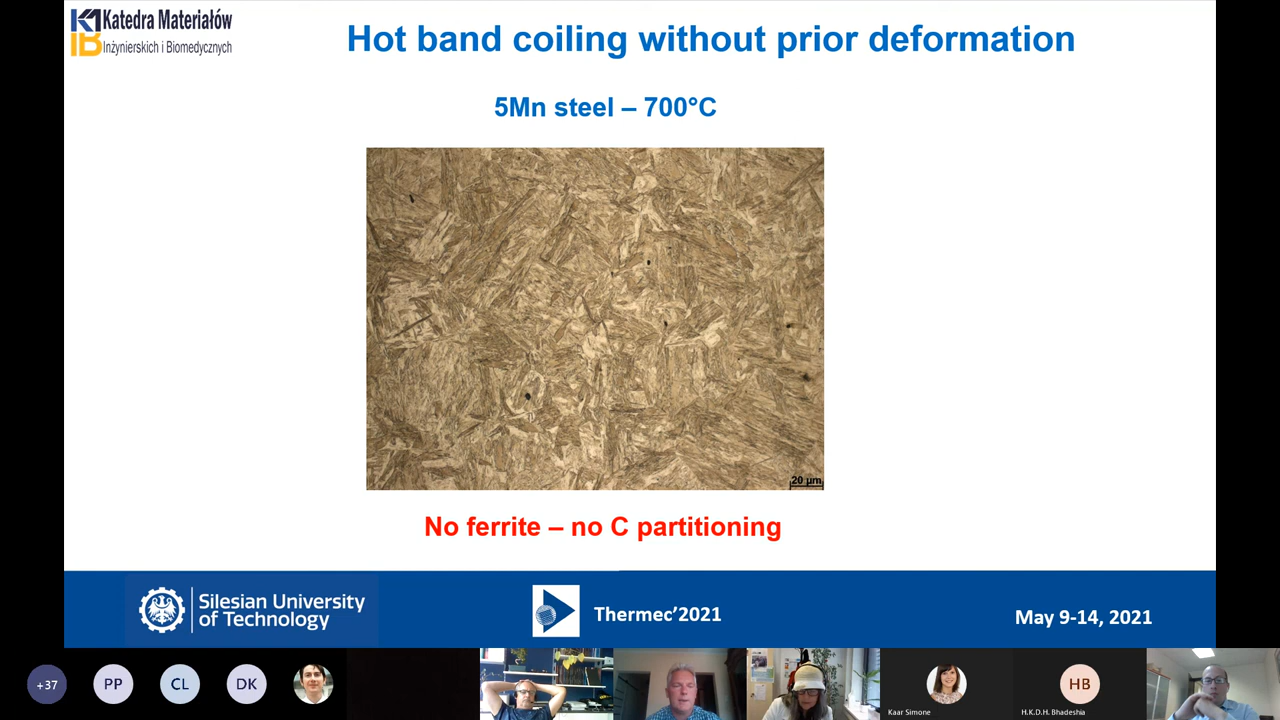 Katedra Materiałów
Inżynierskich i Biomedycznych
Hot band coiling without prior deformation
5Mn steel – 700°C
20 µm
No ferrite – no C partitioning
Silesian University
of Technology
Thermec'2021
May 9-14, 2021
+37
PP
CL
DK
HB
Kaar Simone
H.K.D.H. Bhadeshia